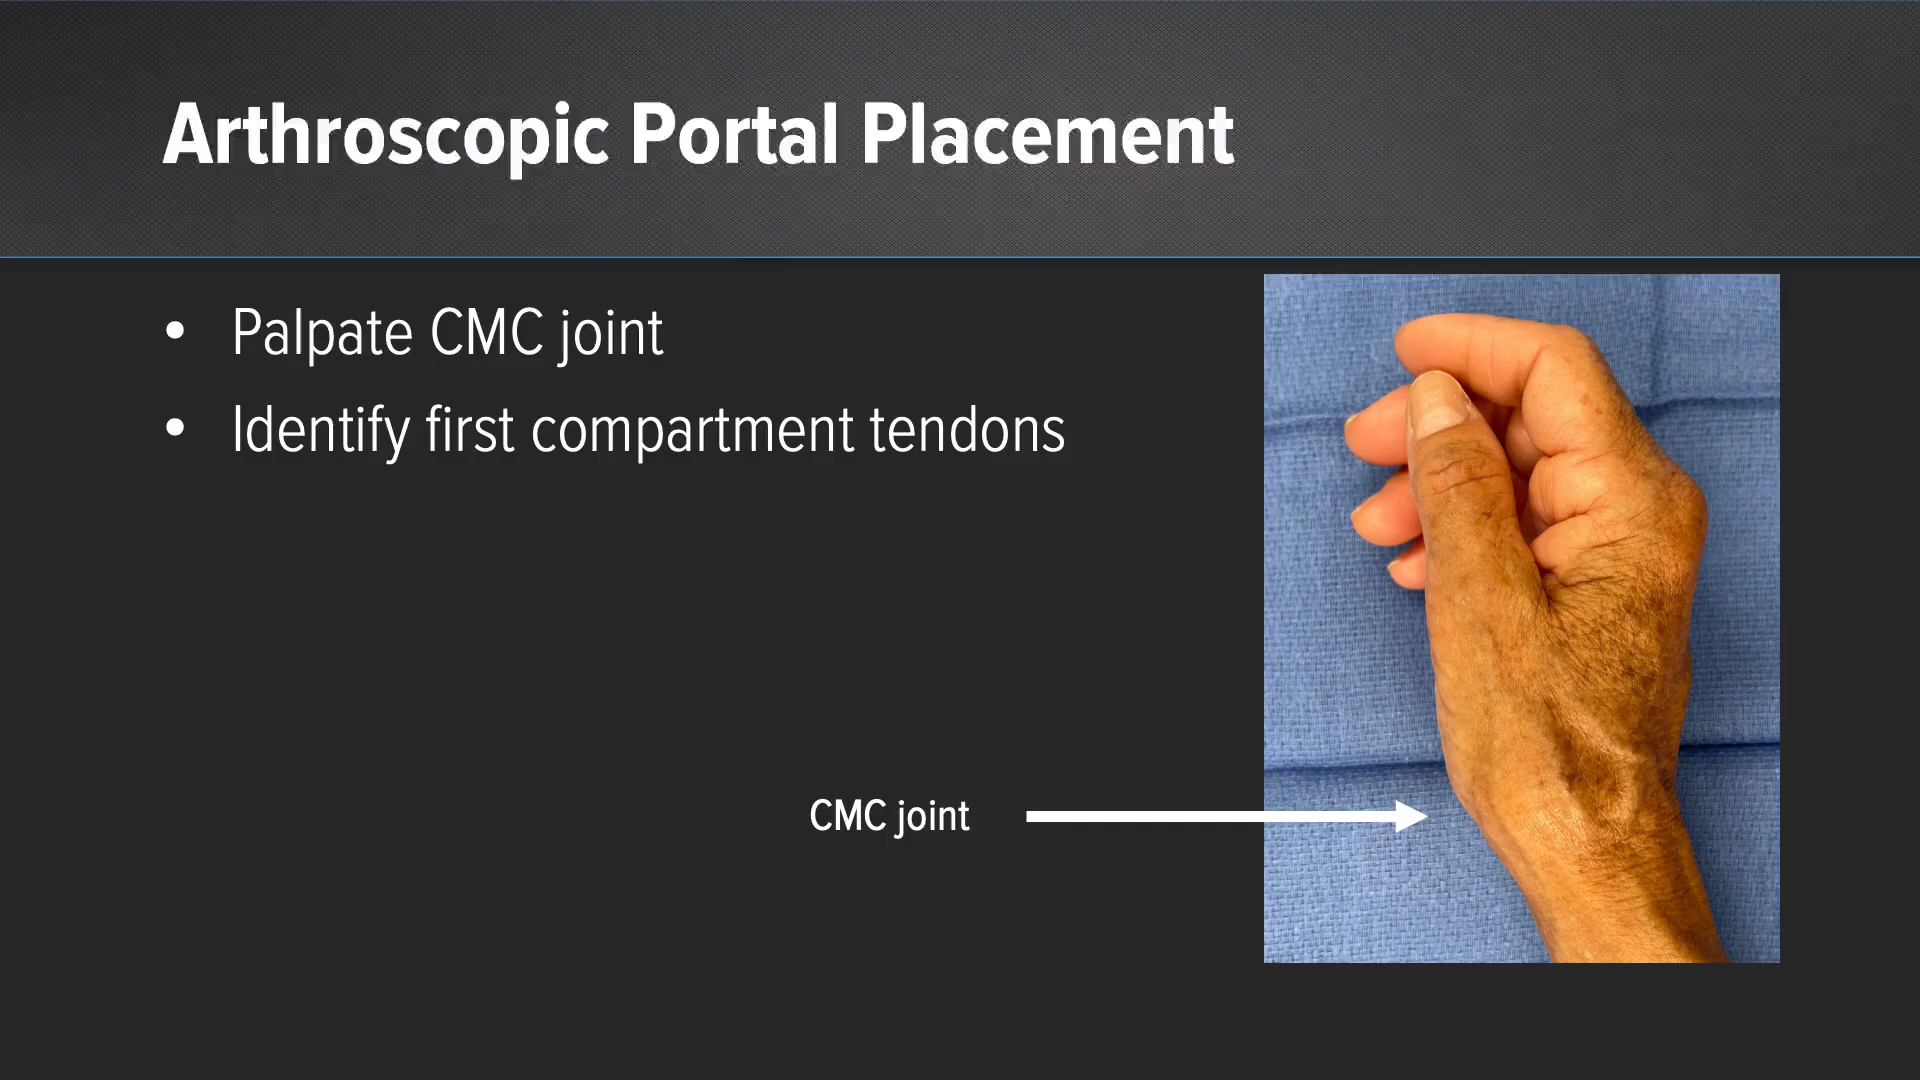 Arthroscopic Portal Placement
• Palpate CMC joint
• Identify first compartment tendons
CMC joint